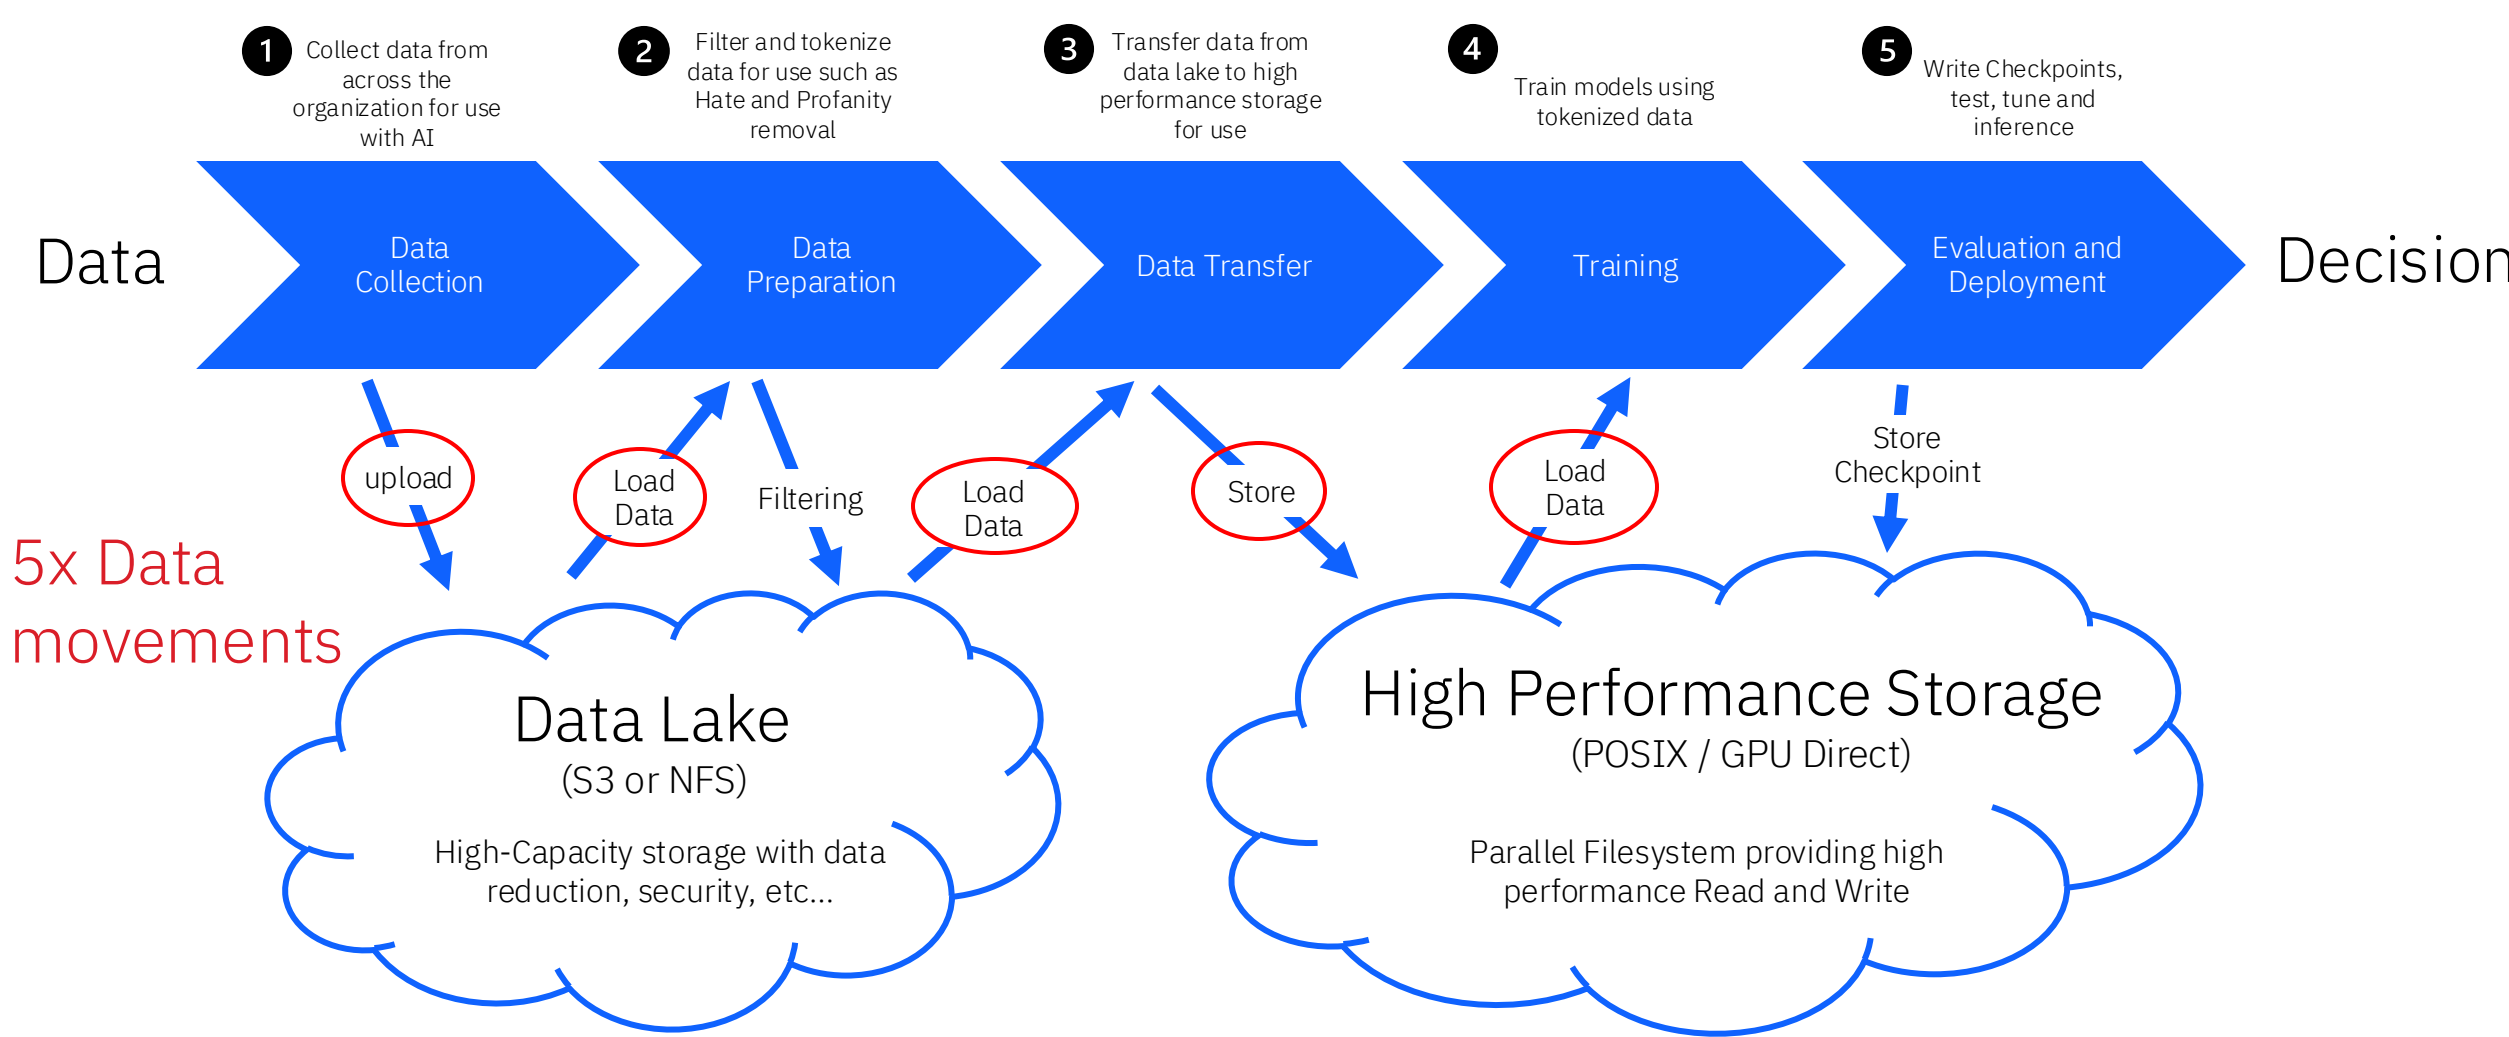 1
Collect data from
across the
organization for use
with AI
2
Filter and tokenize
data for use such as
Hate and Profanity
removal
3
Transfer data from
data lake to high
performance storage
for use
4
Train models using
tokenized data
5
Write Checkpoints,
test, tune and
inference
Data
Data
Collection
Data
Preparation
Data Transfer
Training
Evaluation and
Deployment
Decision
upload
Load
Data
Filtering
Load
Data
Store
Load
Data
Store
Checkpoint
5x Data
movements
Data Lake
(S3 or NFS)
High-Capacity storage with data
reduction, security, etc...
High Performance Storage
(POSIX / GPU Direct)
Parallel Filesystem providing high
performance Read and Write